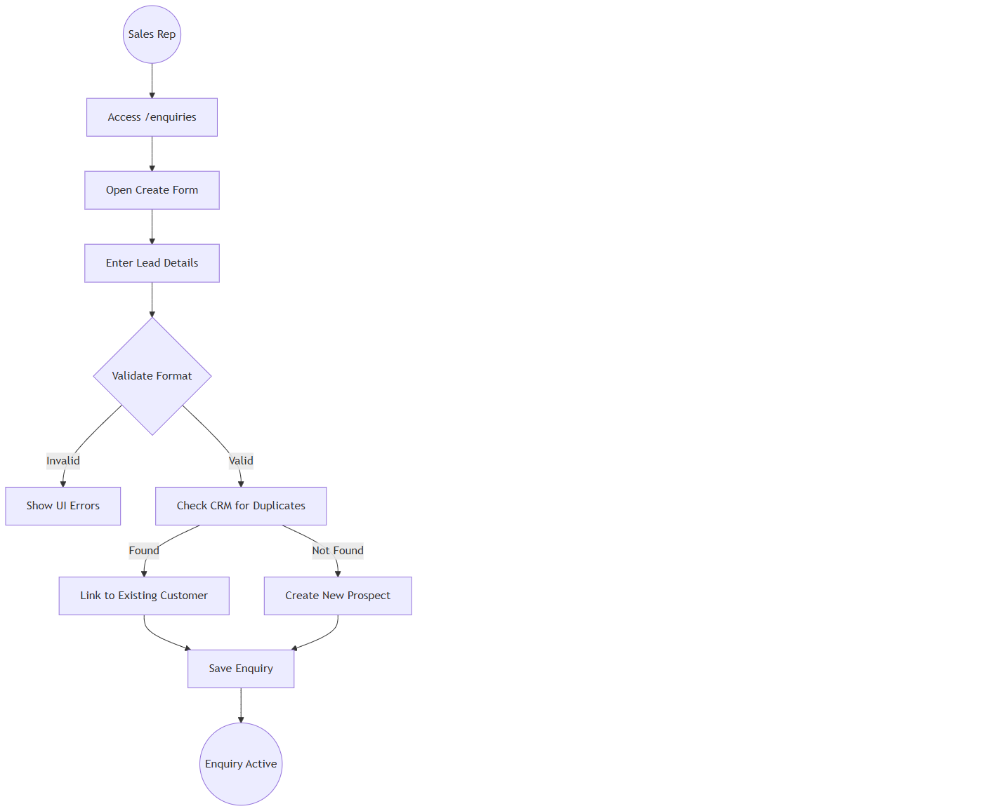 Sales Rep
Access /enquiries
Open Create Form
Enter Lead Details
Validate Format
Invalid
Valid
Show UI Errors
Check CRM for Duplicates
Found
Not Found
Link to Existing Customer
Create New Prospect
Save Enquiry
Enquiry Active